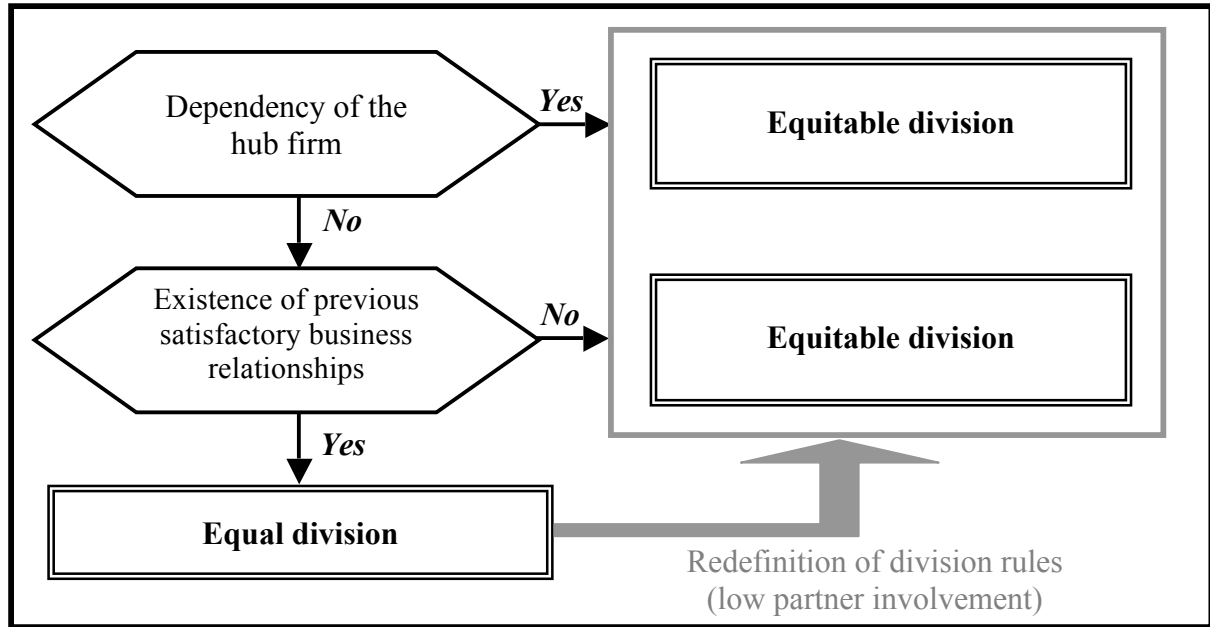 Dependency of the
hub firm
Yes
Equitable division
No
Existence of previous
satisfactory business
relationships
No
Equitable division
Yes
Equal division
Redefinition of division rules
(low partner involvement)